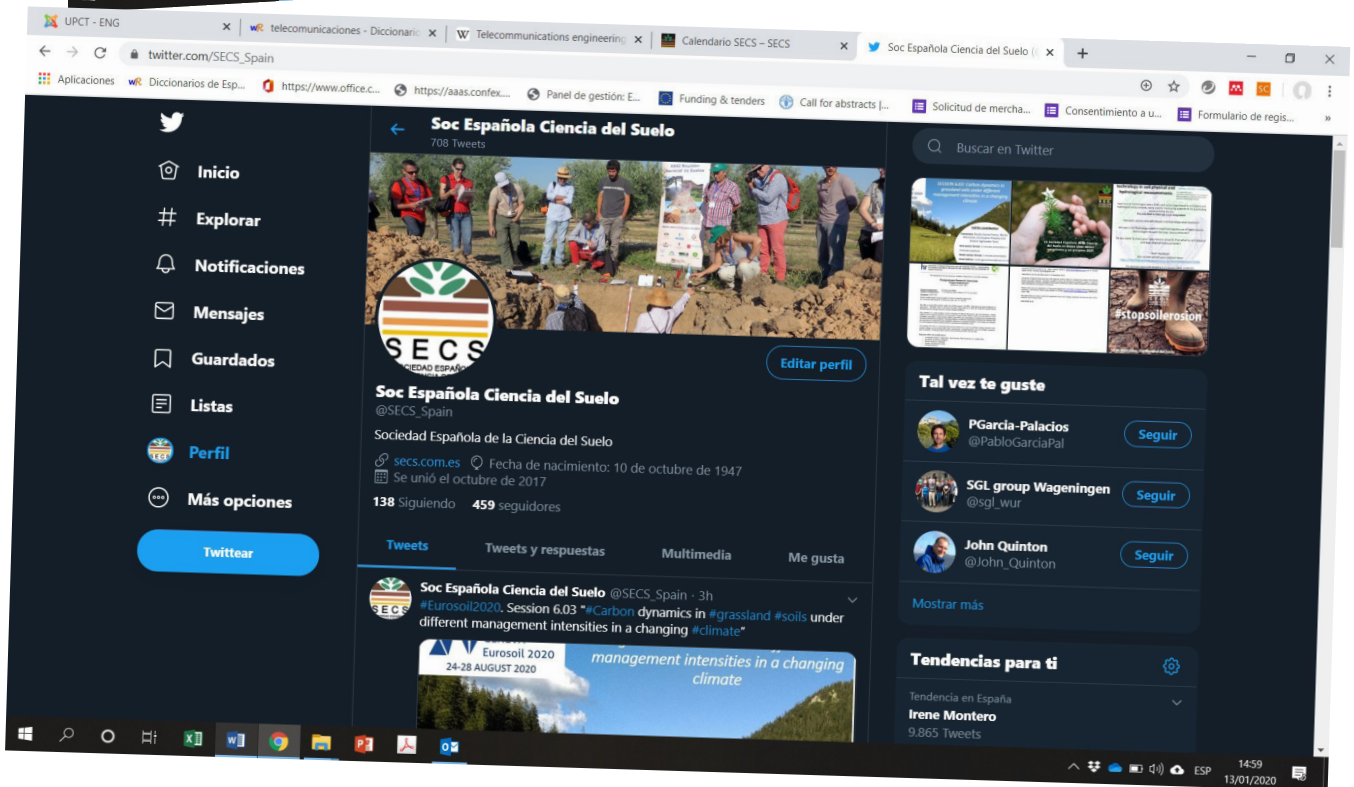 UPCT - ENG
telecomunicaciones - Diccionario
Telecommunications engineering
Calendario SECS – SECS
Soc Española Ciencia del Suelo (
twitter.com/SECS_Spain
Aplicaciones
Diccionarios de Esp...
https://www.office.c...
https://aaas.confex....
Panel de gestión: E...
Funding & tenders
Call for abstracts |...
Solicitud de mercha...
Consentimiento a u...
Formulario de regis...
Inicio
Explorar
Notificaciones
Mensajes
Guardados
Listas
Perfil
Más opciones
Twittear
Soc Española Ciencia del Suelo
708 Tweets
SECS
Editar perfil
Soc Española Ciencia del Suelo
@SECS_Spain
Sociedad Española de la Ciencia del Suelo
secs.com.es Fecha de nacimiento: 10 de octubre de 1947
Se unió el octubre de 2017
138 Siguiendo 459 seguidores
Tweets
Tweets y respuestas
Multimedia
Me gusta
Soc Española Ciencia del Suelo @SECS_Spain · 3h
#Eurosoil2020. Session 6.03 "#Carbon dynamics in #grassland #soils under
different management intensities in a changing #climate"
Eurosoil 2020
24-28 AUGUST 2020
management intensities in a changing
climate
Buscar en Twitter
#stopsoilerosion
Tal vez te guste
PGarcia-Palacios
@PabloGarciaPal
Seguir
SGL group Wageningen
@sgl_wur
Seguir
John Quinton
@John_Quinton
Seguir
Mostrar más
Tendencias para ti
Tendencia en España
Irene Montero
9.865 Tweets
ESP
14:59
13/01/2020